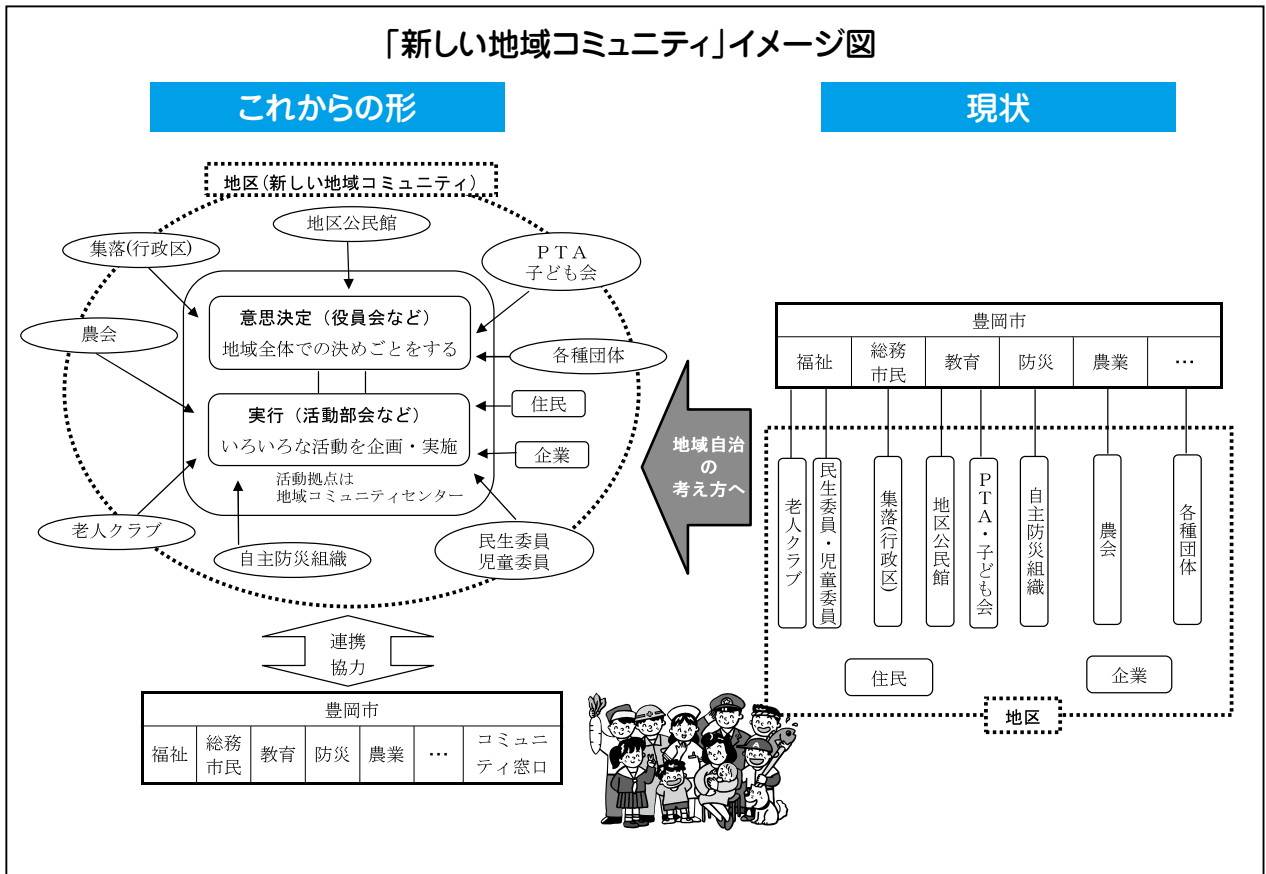 「新しい地域コミュニティ」イメージ図
これからの形
地区(新しい地域コミュニティ)
地区公民館
集落(行政区)
ＰＴＡ
子ども会
農会
意思決定（役員会など）
地域全体での決めごとをする
各種団体
実行（活動部会など）
いろいろな活動を企画・実施
住民
企業
活動拠点は
地域コミュニティセンター
老人クラブ
自主防災組織
民生委員
児童委員
連携
協力
豊岡市
福祉
総務
市民
教育
防災
農業
…
コミュニ
ティ窓口
地域自治
の
考え方へ
現状
豊岡市
福祉
総務
市民
教育
防災
農業
…
老人クラブ
民生委員・児童委員
集落(行政区)
地区公民館
ＰＴＡ・子ども会
自主防災組織
農会
各種団体
住民
企業
地区